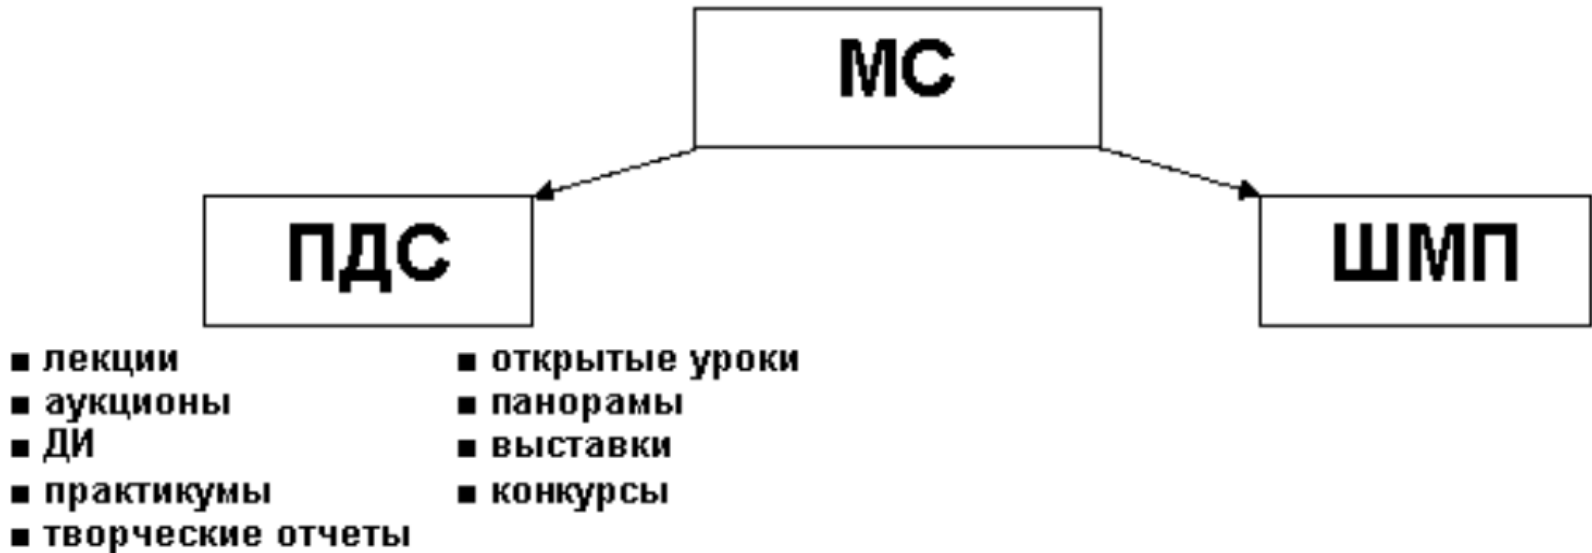 МС
ПДС
ШМП
▪ лекции
▪ аукционы
▪ ДИ
▪ практикумы
▪ творческие отчеты
▪ открытые уроки
▪ панорамы
▪ выставки
▪ конкурсы